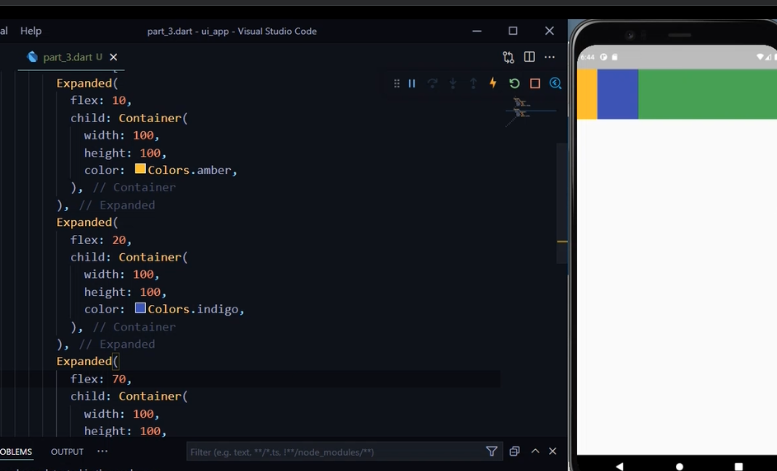 al Help
part_3.dart - ui_app - Visual Studio Code
part_3.dart U
Expanded(
flex: 10,
child: Container(
width: 100,
height: 100,
color: Colors.amber,
), // Container
), // Expanded
Expanded(
flex: 20,
child: Container(
width: 100,
height: 100,
color: Colors.indigo,
), // Container
), // Expanded
Expanded(
flex: 70,
child: Container(
width: 100,
height: 100,
OBLEMS OUTPUT ...
Filter (e.g. text, **/*.ts, !**/node_modules/**)
6:44